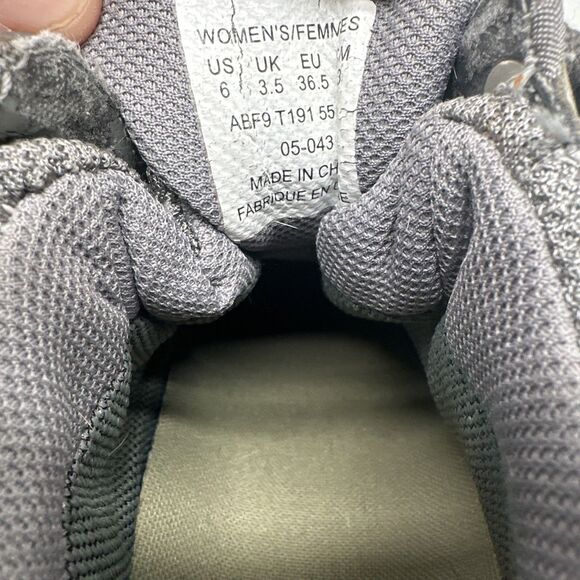 WOMEN'S/FEMMES
US UK EU
6 3.5 36.5
ABF9 T191 55
05-043
MADE IN CH
FABRIQUE EN